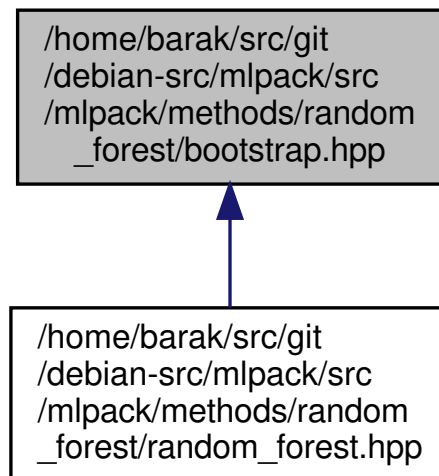 /home/barak/src/git
/debian-src/mlpack/src
/mlpack/methods/random
_forest/bootstrap.hpp
/home/barak/src/git
/debian-src/mlpack/src
/mlpack/methods/random
_forest/random_forest.hpp